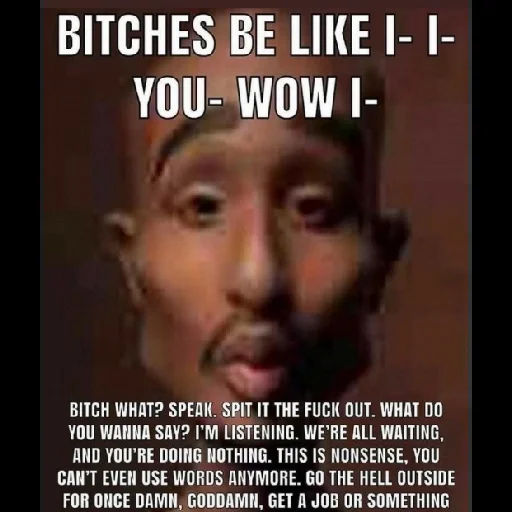 BITCHES BE LIKE I- I-
YOU- WOW I-
BITCH WHAT? SPEAK. SPIT IT THE FUCK OUT. WHAT DO
YOU WANNA SAY? I'M LISTENING. WE'RE ALL WAITING,
AND YOU'RE DOING NOTHING. THIS IS NONSENSE, YOU
CAN'T EVEN USE WORDS ANYMORE. GO THE HELL OUTSIDE
FOR ONCE DAMN, GODDAMN, GET A JOB OR SOMETHING